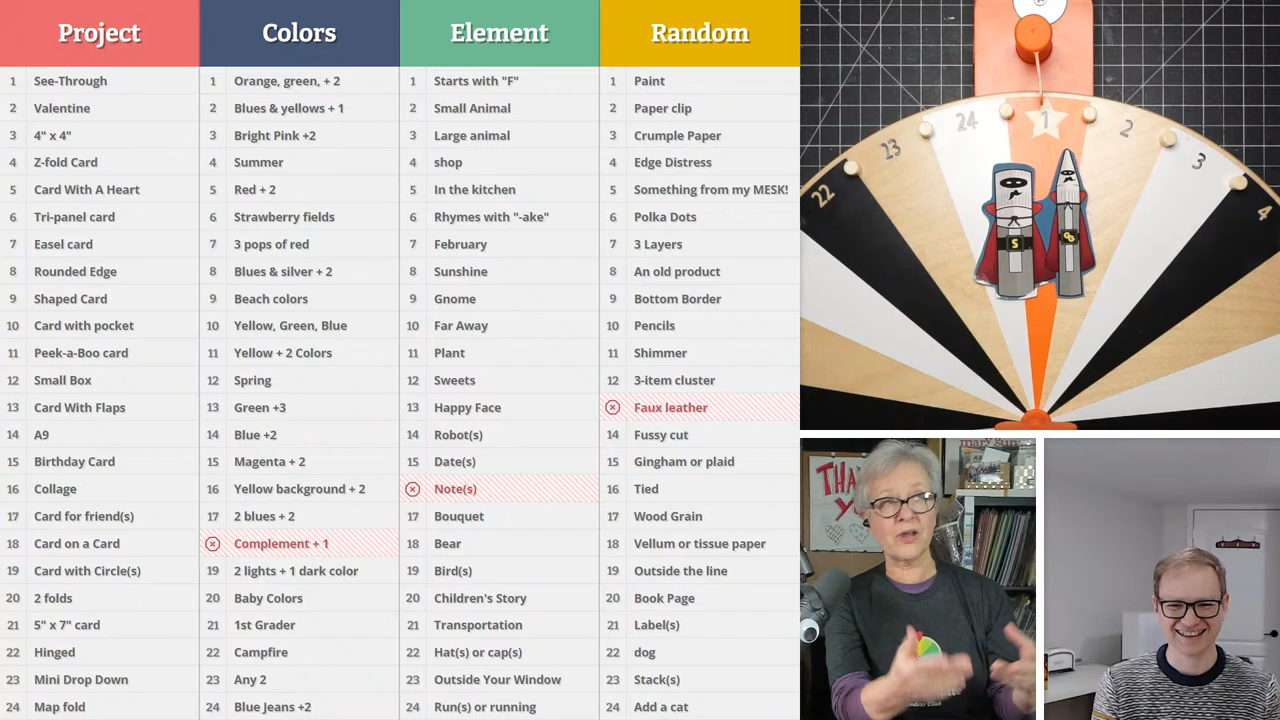 Project
1 See-Through
2 Valentine
3 4" x 4"
4 Z-fold Card
5 Card With A Heart
6 Tri-panel card
7 Easel card
8 Rounded Edge
9 Shaped Card
10 Card with pocket
11 Peek-a-Boo card
12 Small Box
13 Card With Flaps
14 A9
15 Birthday Card
16 Collage
17 Card for friend(s)
18 Card on a Card
19 Card with Circle(s)
20 2 folds
21 5" x 7" card
22 Hinged
23 Mini Drop Down
24 Map fold
Colors
1 Orange, green, + 2
2 Blues & yellows + 1
3 Bright Pink +2
4 Summer
5 Red + 2
6 Strawberry fields
7 3 pops of red
8 Blues & silver + 2
9 Beach colors
10 Yellow, Green, Blue
11 Yellow + 2 Colors
12 Spring
13 Green +3
14 Blue +2
15 Magenta + 2
16 Yellow background + 2
17 2 blues + 2
Complement + 1
19 2 lights + 1 dark color
20 Baby Colors
21 1st Grader
22 Campfire
23 Any 2
24 Blue Jeans +2
Element
1 Starts with "F"
2 Small Animal
3 Large animal
4 shop
5 In the kitchen
6 Rhymes with "-ake"
7 February
8 Sunshine
9 Gnome
10 Far Away
11 Plant
12 Sweets
13 Happy Face
14 Robot(s)
15 Date(s)
Note(s)
17 Bouquet
18 Bear
19 Bird(s)
20 Children's Story
21 Transportation
22 Hat(s) or cap(s)
23 Outside Your Window
24 Run(s) or running
Random
1 Paint
2 Paper clip
3 Crumple Paper
4 Edge Distress
5 Something from my MESK!
6 Polka Dots
7 3 Layers
8 An old product
9 Bottom Border
10 Pencils
11 Shimmer
12 3-item cluster
Faux leather
14 Fussy cut
15 Gingham or plaid
16 Tied
17 Wood Grain
18 Vellum or tissue paper
19 Outside the line
20 Book Page
21 Label(s)
22 dog
23 Stack(s)
24 Add a cat
22
13
24
1
2
3
4
S
GG
mary gun